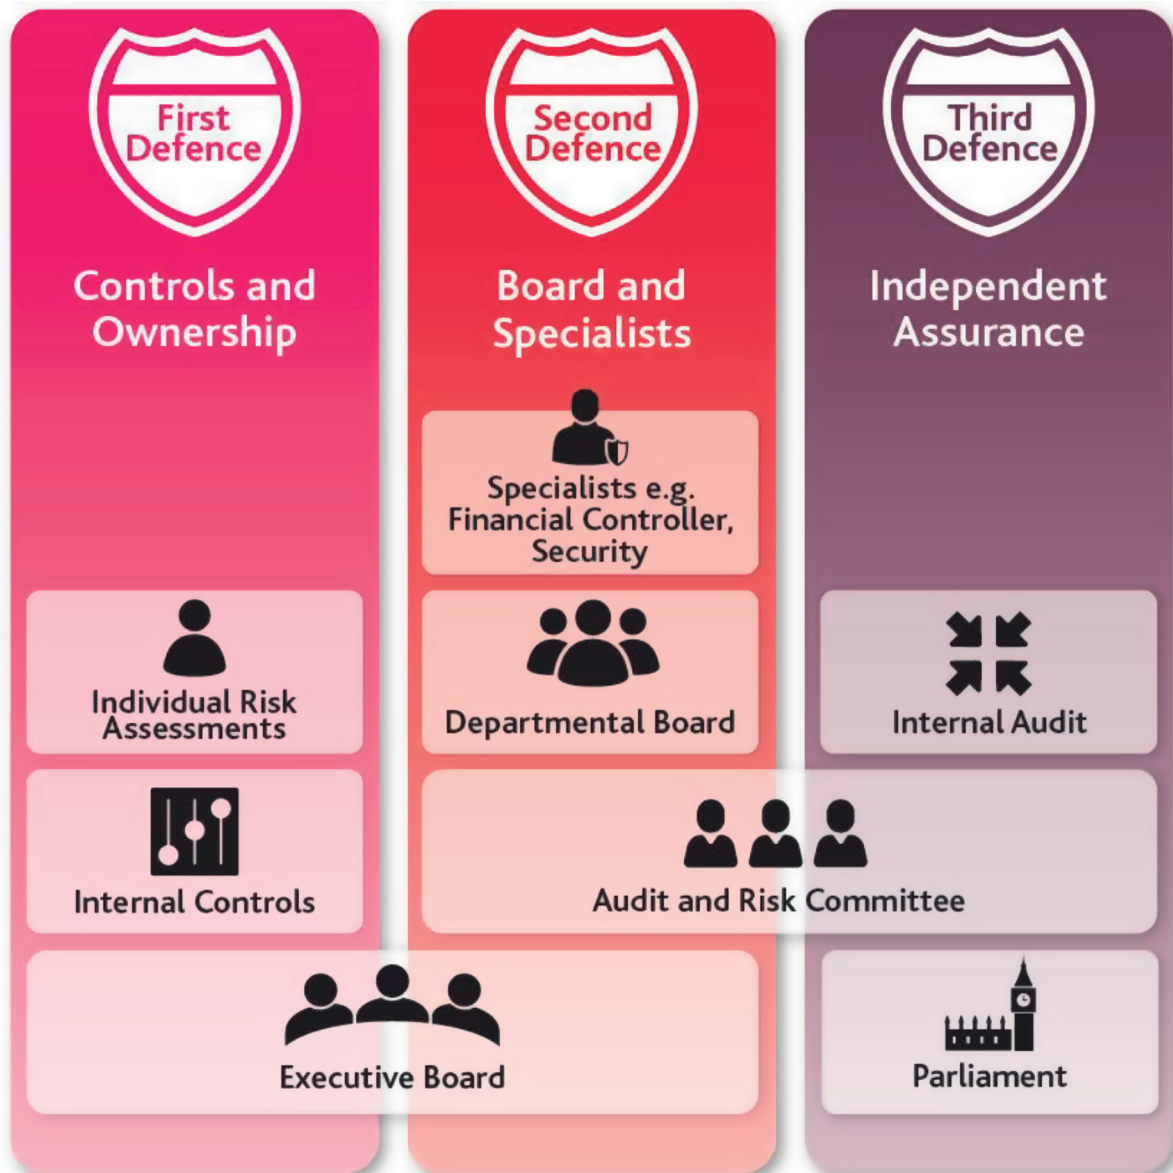 First
Defence
Controls and
Ownership
Individual Risk
Assessments
Internal Controls
Second
Defence
Board and
Specialists
Specialists e.g.
Financial Controller,
Security
Departmental Board
Third
Defence
Independent
Assurance
Internal Audit
Audit and Risk Committee
Executive Board
Parliament